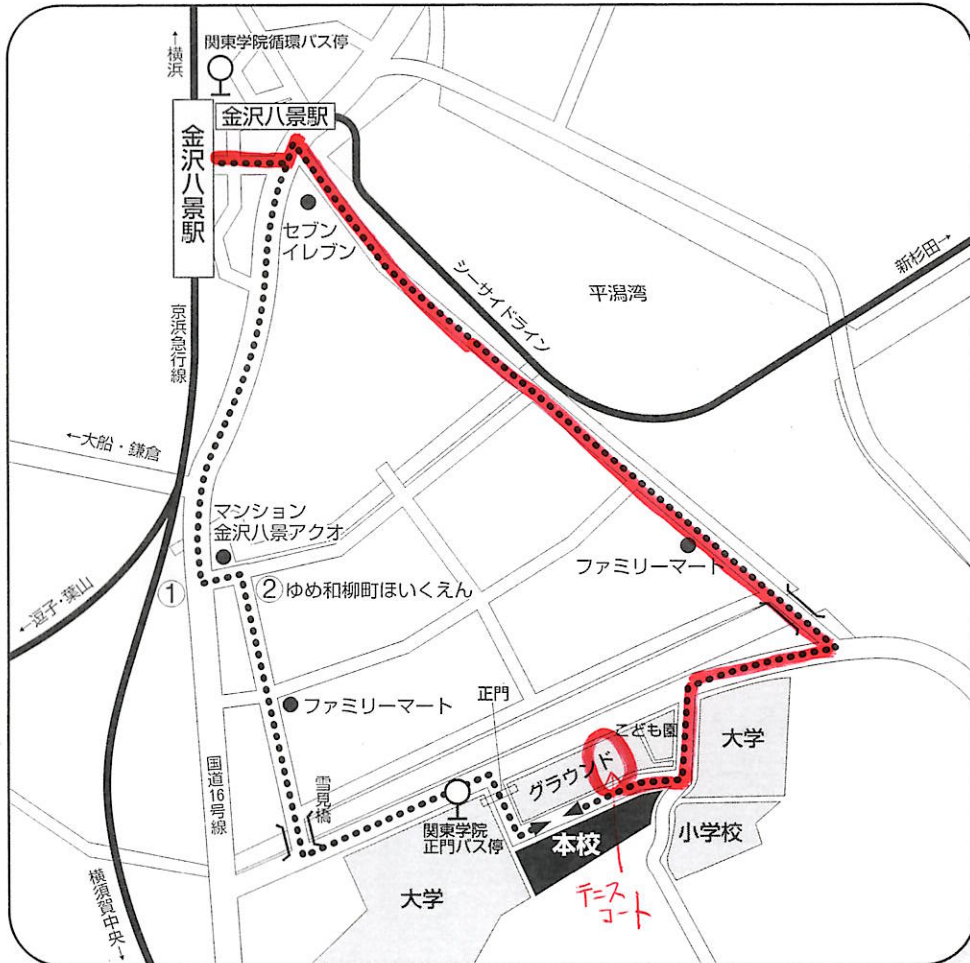 関東学院循環バス停
←横浜
金沢八景駅
金沢八景駅
セブン
イレブン
シーサイドライン
平潟湾
新杉田→
京浜急行線
←大船・鎌倉
マンション
金沢八景アクオ
ファミリーマート
①
②ゆめ和柳町ほいくえん
←逗子・葉山
ファミリーマート
正門
こども園
大学
グラウンド
国道16号線
雪見橋
関東学院
正門バス停
本校
小学校
大学
テニス
コート
横須賀中央→